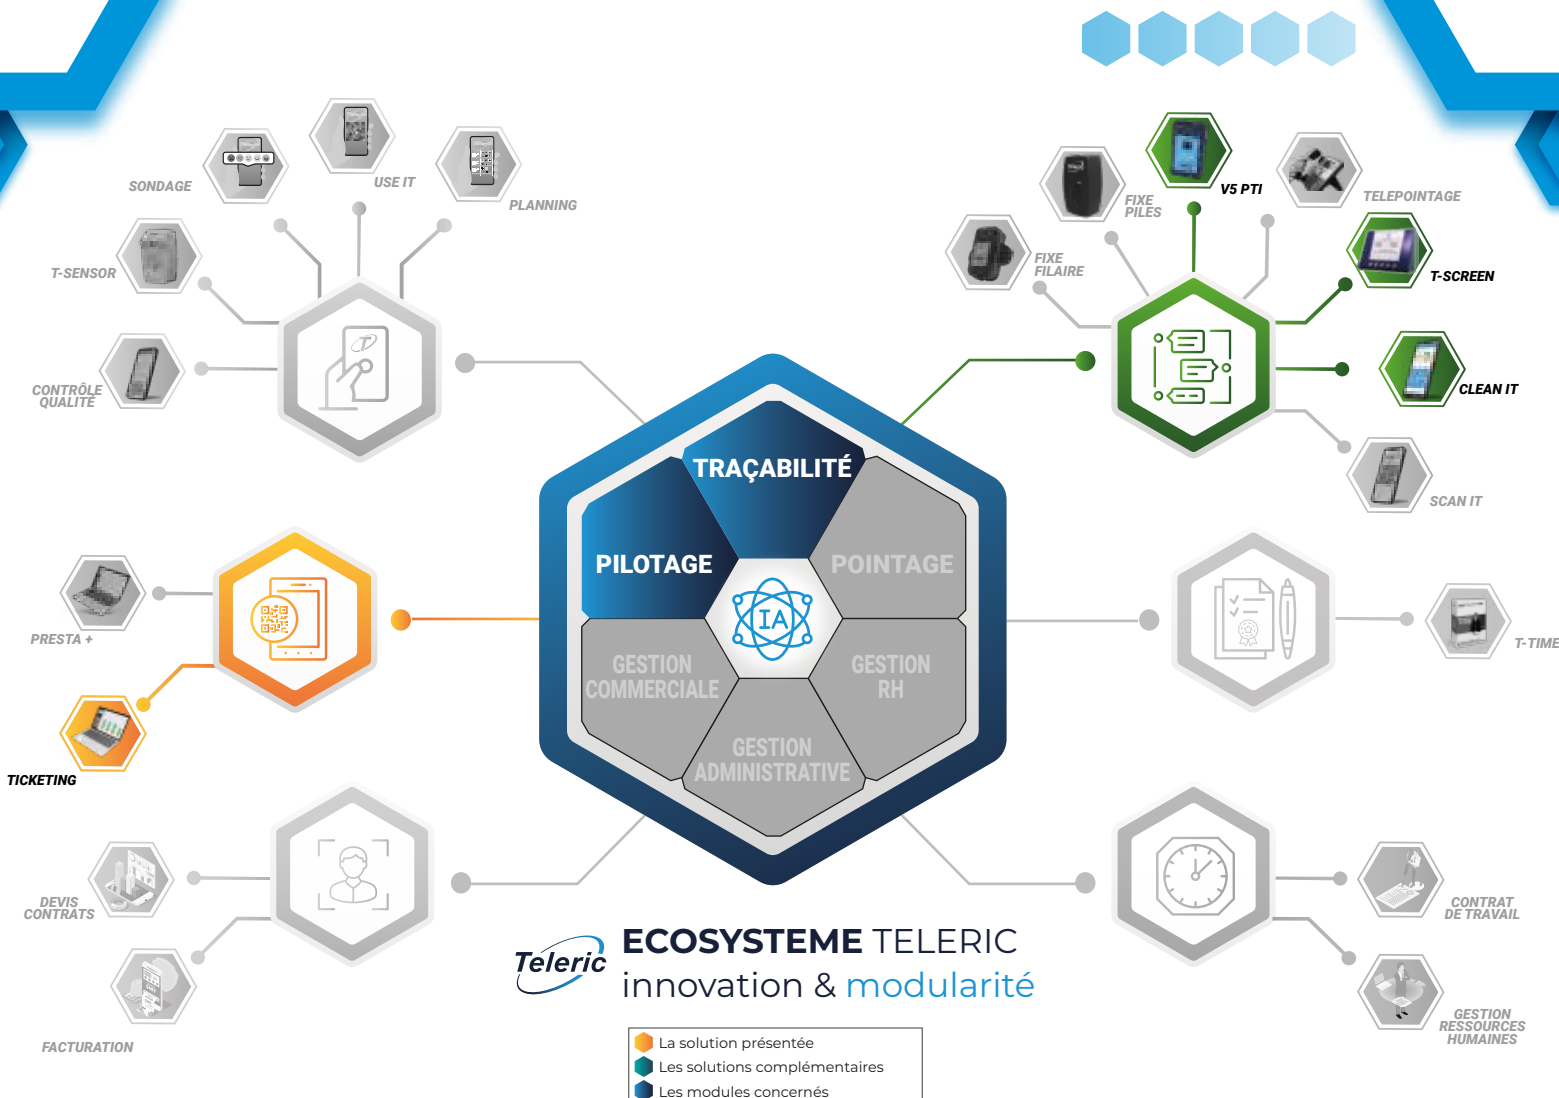 SONDAGE
USE IT
PLANNING
T-SENSOR
CONTRÔLE
QUALITÉ
FIXE
FILAIRE
FIXE
PILES
V5 PTI
TELEPOINTAGE
T-SCREEN
CLEAN IT
SCAN IT
TRAÇABILITÉ
PILOTAGE
POINTAGE
IA
GESTION
COMMERCIALE
GESTION
RH
GESTION
ADMINISTRATIVE
PRESTA +
TICKETING
T-TIME
DEVIS
CONTRATS
FACTURATION
CONTRAT
DE TRAVAIL
GESTION
RESSOURCES
HUMAINES
Teleric
ECOSYSTEME TELERIC
innovation & modularité
La solution présentée
Les solutions complémentaires
Les modules concernés